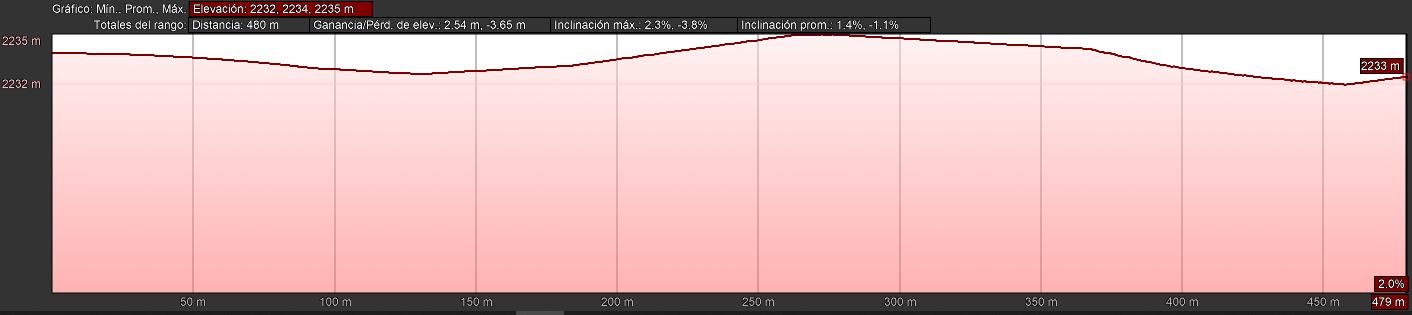 Gráfico: Mín., Prom., Máx. Elevación: 2232, 2234, 2235 m
Totales del rango: Distancia: 480 m Ganancia/Pérd. de elev.: 2.54 m, -3.65 m Inclinación máx.: 2.3%, -3.8% Inclinación prom.: 1.4%, -1.1%
2235 m
2233 m
2232 m
2.0%
50 m 100 m 150 m 200 m 250 m 300 m 350 m 400 m 450 m 479 m